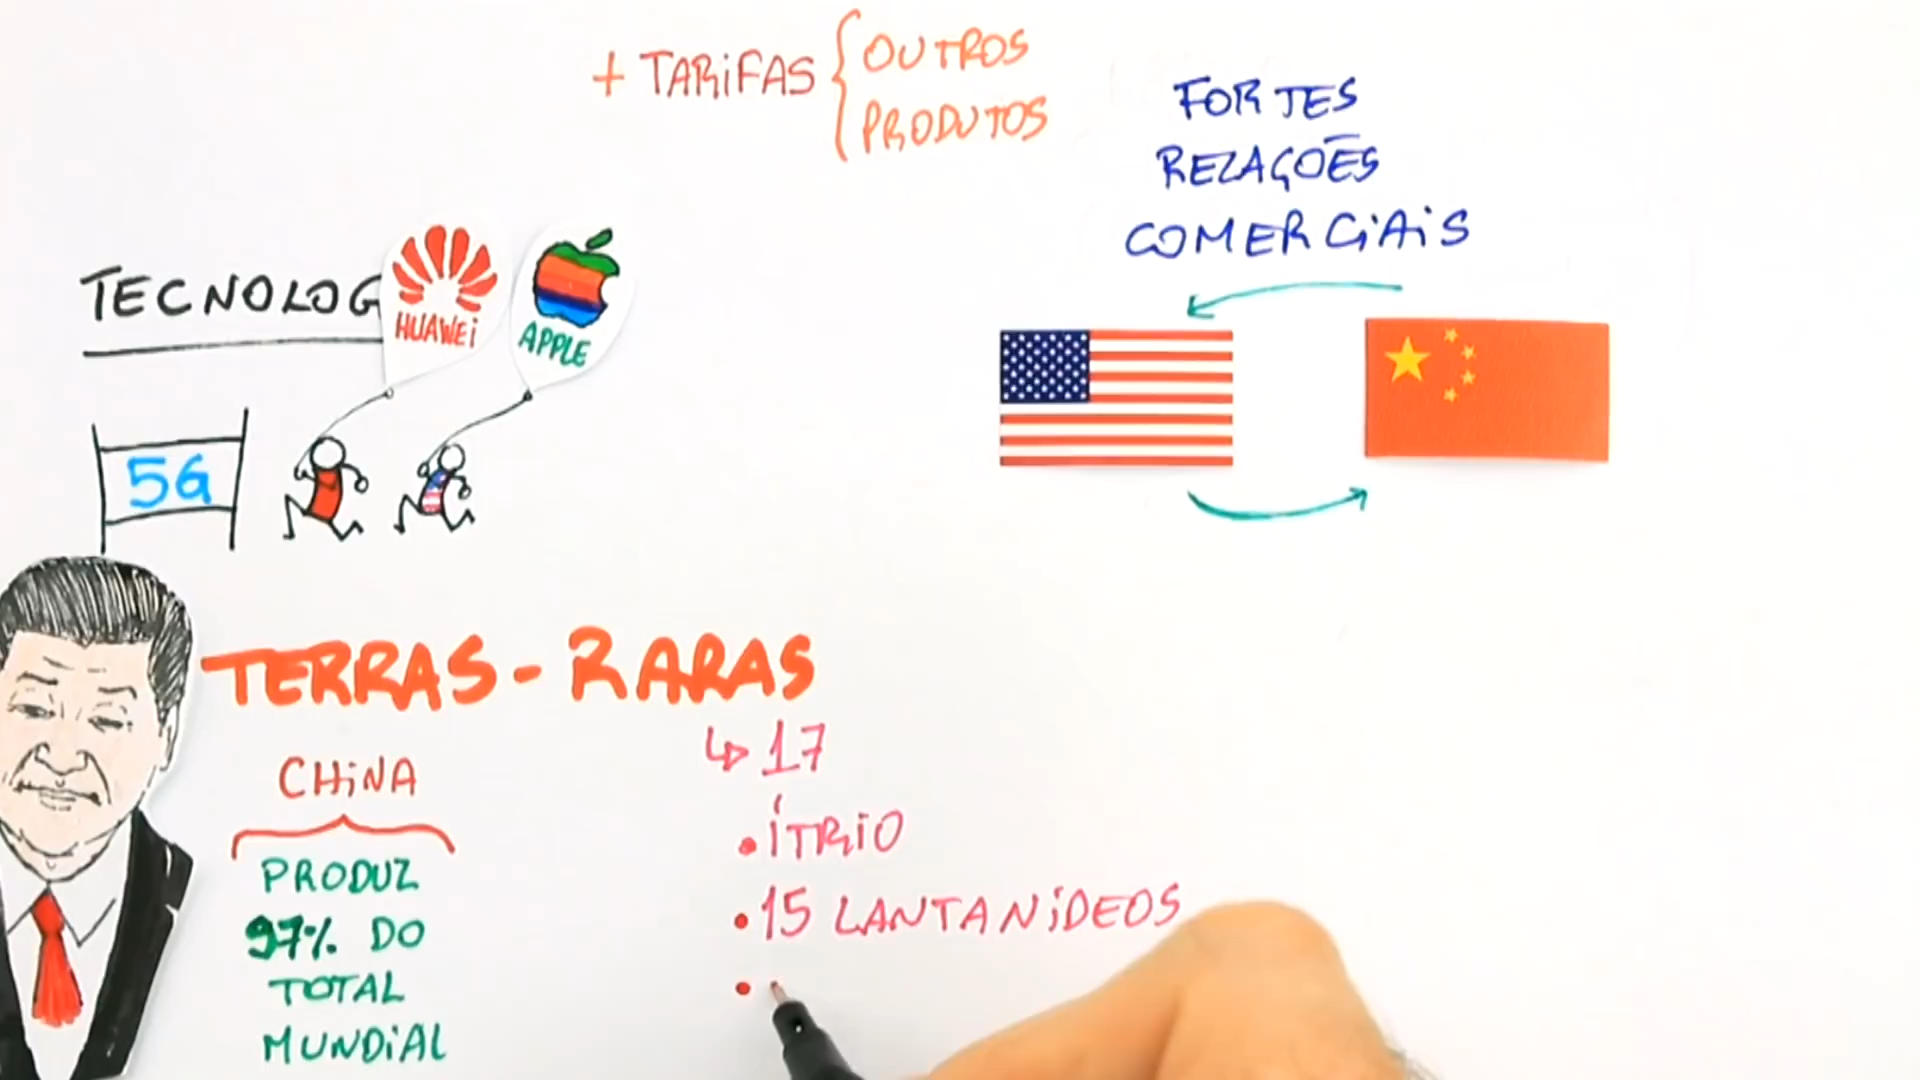 + TARIFAS
OUTROS
PRODUTOS
FORTES
RELAÇÕES
COMERCIAIS
TECNOLOG
HUAWEI
APPLE
5G
TERRAS-RARAS
CHINA
PRODUZ
97% DO
TOTAL
MUNDIAL
↳ 17
• ÍTRIO
• 15 LANTANÍDEOS
•